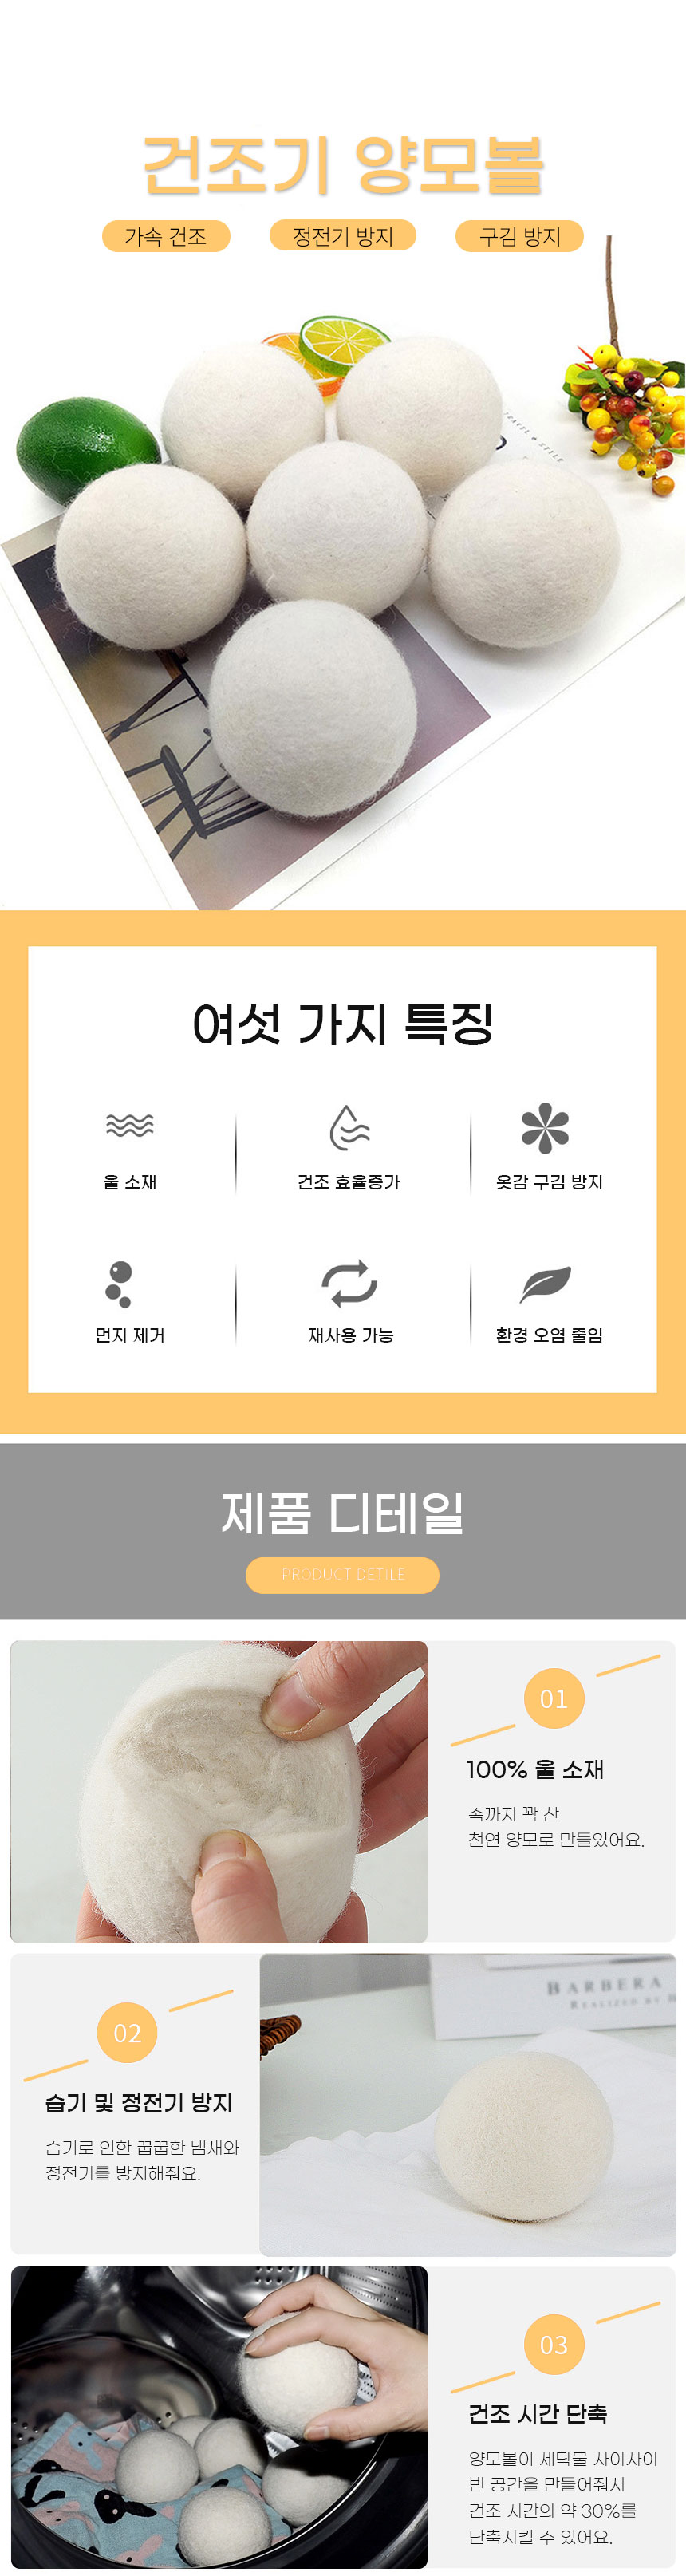 건조기 양모볼
가속 건조
정전기 방지
구김 방지
여섯 가지 특징
울 소재
건조 효율증가
옷감 구김 방지
먼지 제거
재사용 가능
환경 오염 줄임
제품 디테일
PRODUCT DETILE
01
100% 울 소재
속까지 꽉 찬
천연 양모로 만들었어요.
BARBERA
REALIZED BY
02
습기 및 정전기 방지
습기로 인한 꿉꿉한 냄새와
정전기를 방지해줘요.
03
건조 시간 단축
양모볼이 세탁물 사이사이
빈 공간을 만들어줘서
건조 시간의 약 30%를
단축시킬 수 있어요.